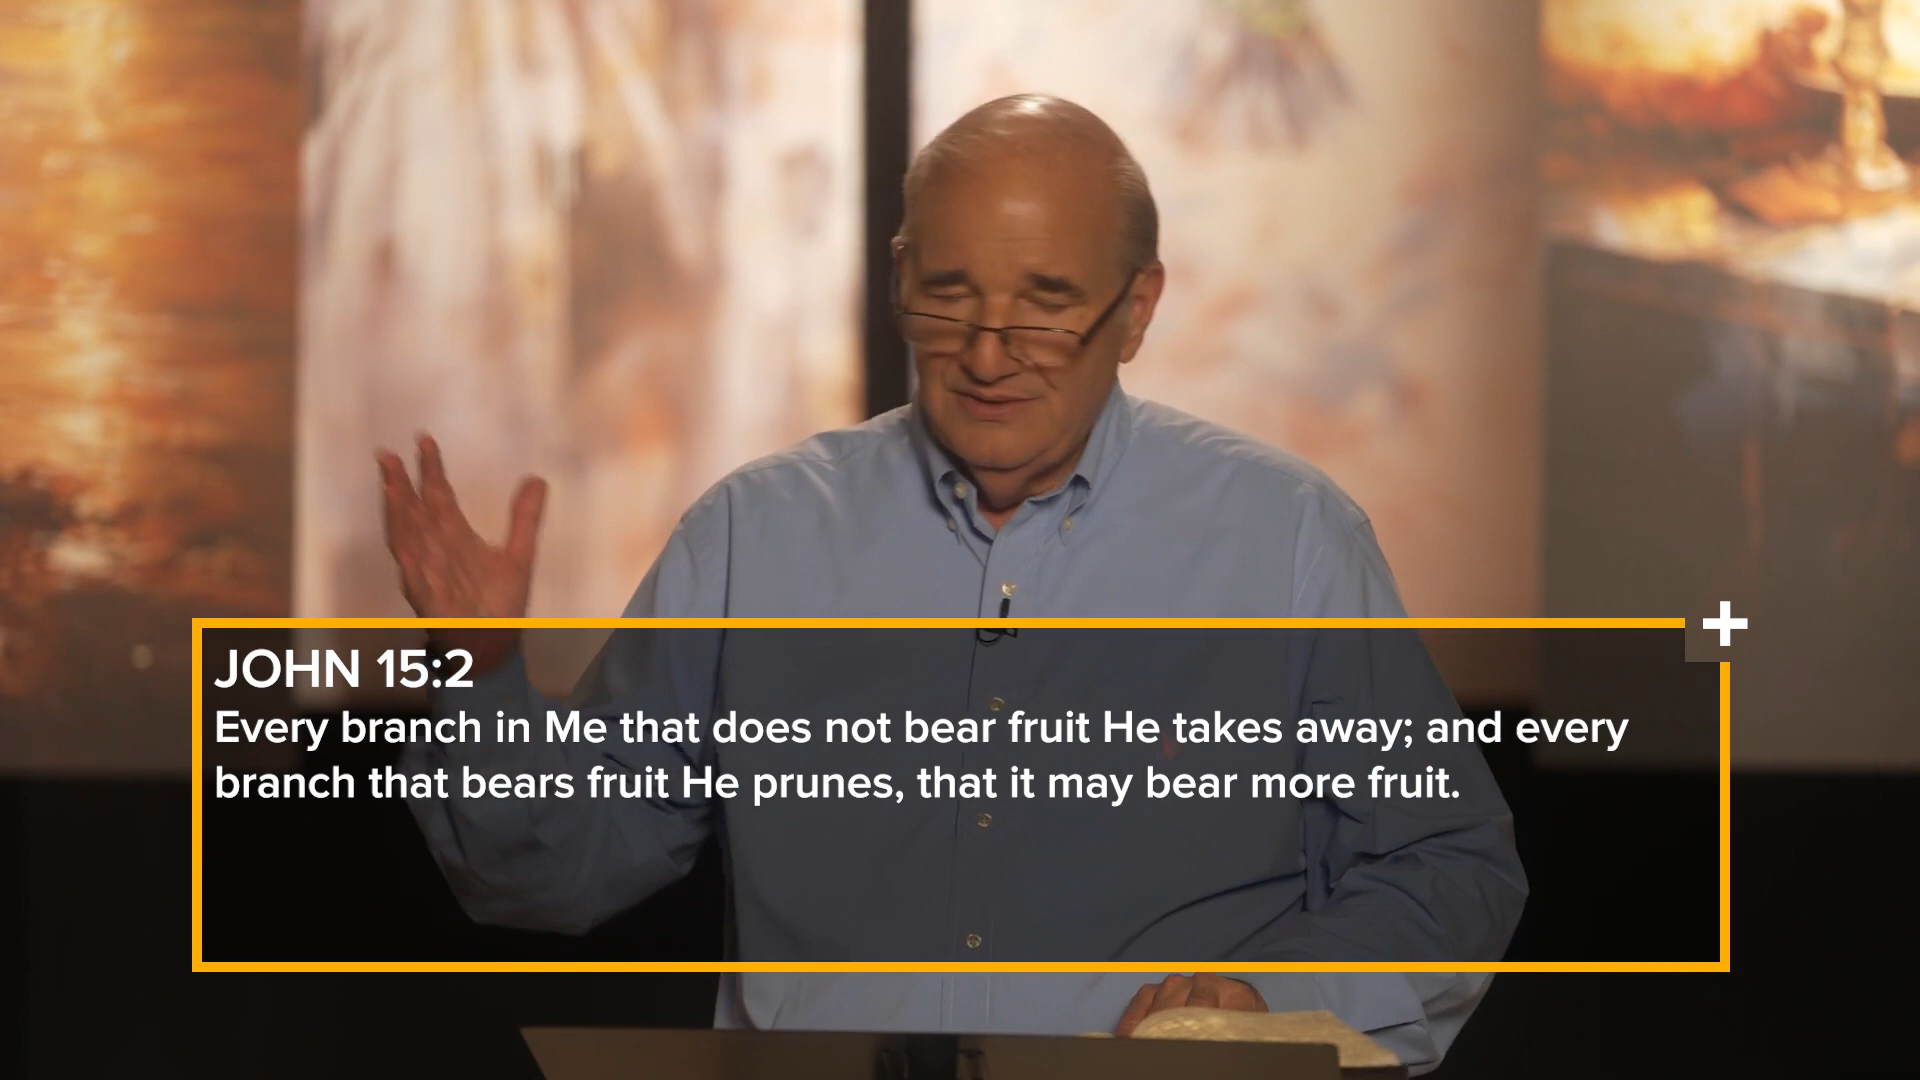 JOHN 15:2
Every branch in Me that does not bear fruit He takes away; and every
branch that bears fruit He prunes, that it may bear more fruit.